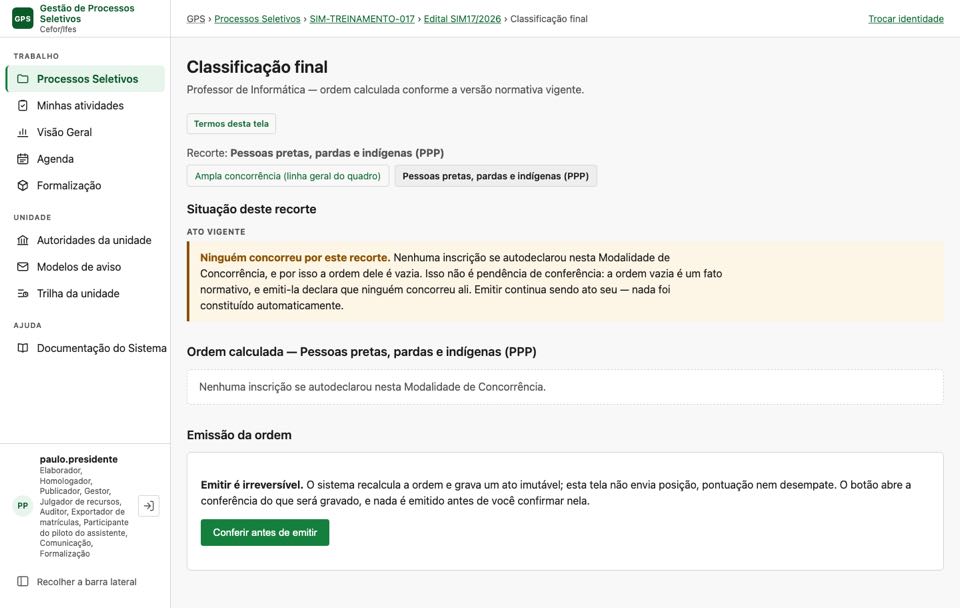 GPS
Gestão de Processos
Seletivos
Cefor/Ifes
TRABALHO
Processos Seletivos
Minhas atividades
Visão Geral
Agenda
Formalização
UNIDADE
Autoridades da unidade
Modelos de aviso
Trilha da unidade
AJUDA
Documentação do Sistema
PP
paulo.presidente
Elaborador,
Homologador,
Publicador, Gestor,
Julgador de recursos,
Auditor, Exportador de
matrículas, Participante
do piloto do assistente,
Comunicação,
Formalização
Recolher a barra lateral
GPS › Processos Seletivos › SIM-TREINAMENTO-017 › Edital SIM17/2026 › Classificação final
Trocar identidade
Classificação final
Professor de Informática — ordem calculada conforme a versão normativa vigente.
Termos desta tela
Recorte: Pessoas pretas, pardas e indígenas (PPP)
Ampla concorrência (linha geral do quadro)
Pessoas pretas, pardas e indígenas (PPP)
Situação deste recorte
ATO VIGENTE
Ninguém concorreu por este recorte. Nenhuma inscrição se autodeclarou nesta Modalidade de
Concorrência, e por isso a ordem dele é vazia. Isso não é pendência de conferência: a ordem vazia é um fato
normativo, e emiti-la declara que ninguém concorreu ali. Emitir continua sendo ato seu — nada foi
constituído automaticamente.
Ordem calculada — Pessoas pretas, pardas e indígenas (PPP)
Nenhuma inscrição se autodeclarou nesta Modalidade de Concorrência.
Emissão da ordem
Emitir é irreversível. O sistema recalcula a ordem e grava um ato imutável; esta tela não envia posição, pontuação nem desempate. O botão abre a
conferência do que será gravado, e nada é emitido antes de você confirmar nela.
Conferir antes de emitir